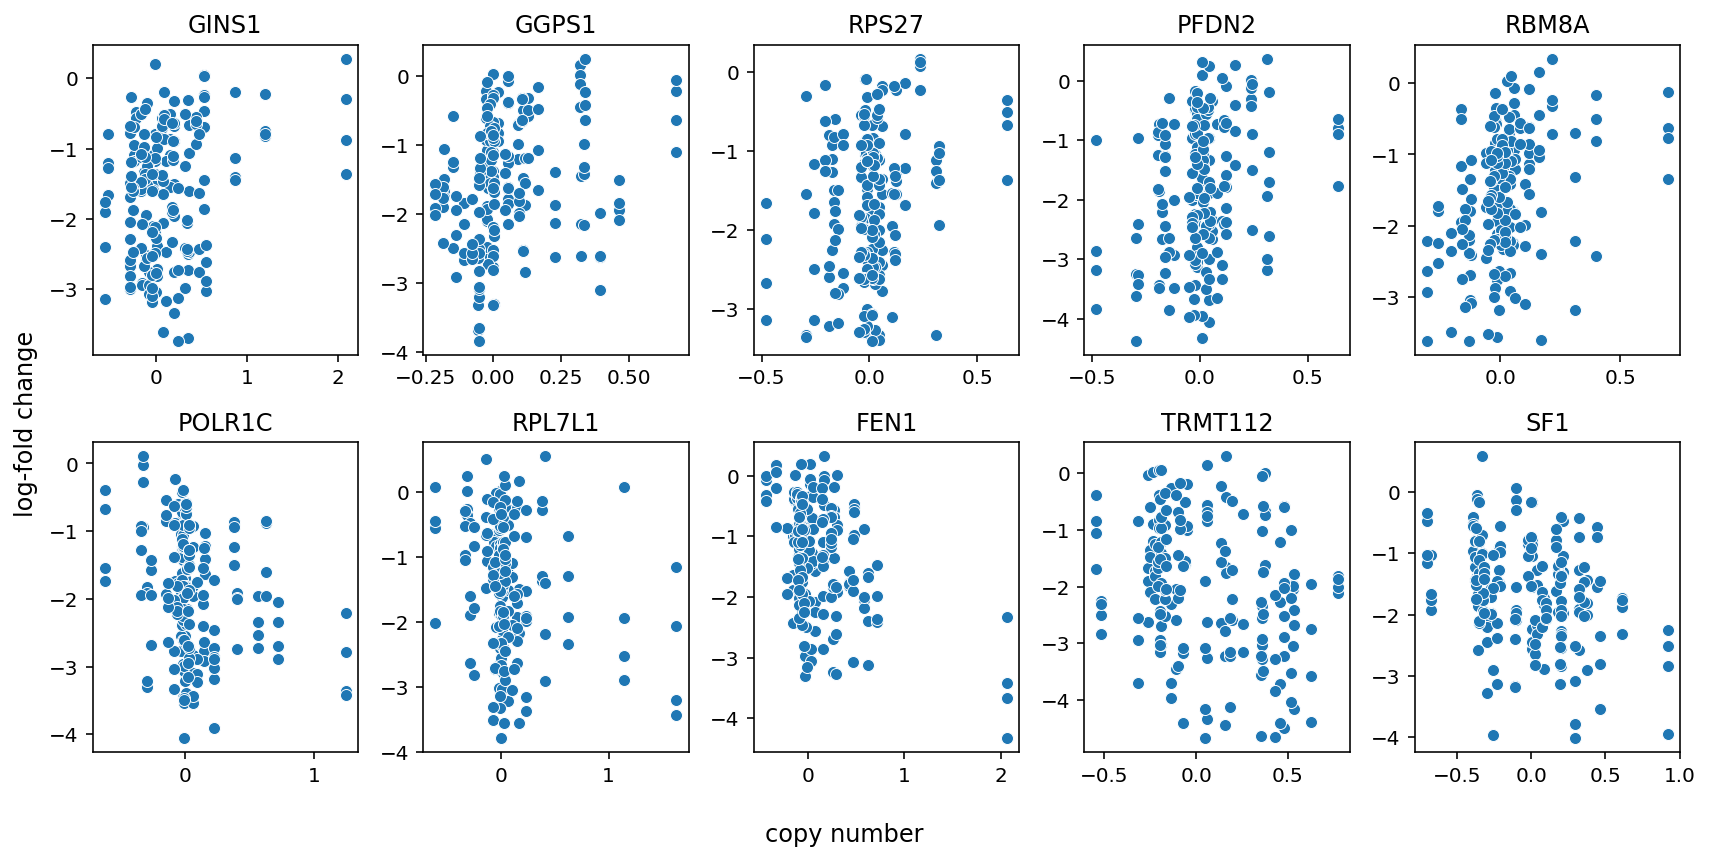 GINS1 GGPS1 RPS27 PFDN2 RBM8A
0 0 0 0 0
−1 −1 −1 −1 −1
−2 −2 −2 −2 −2
−3 −3 −3 −3 −3
−4 −4
0 1 2 −0.25 0.00 0.25 0.50 −0.5 0.0 0.5 −0.5 0.0 0.5 0.0 0.5
log-fold change
POLR1C RPL7L1 FEN1 TRMT112 SF1
0 0 0 0 0
−1 −1 −1 −1 −1
−2 −2 −2 −2 −2
−3 −3 −3 −3 −3
−4 −4 −4 −4 −4
0 1 0 1 0 1 2 −0.5 0.0 0.5 −0.5 0.0 0.5 1.0
copy number